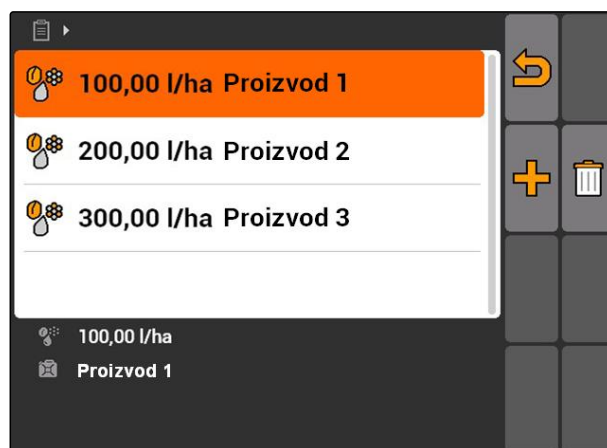 100,00 l/ha Proizvod 1
200,00 l/ha Proizvod 2
300,00 l/ha Proizvod 3
100,00 l/ha
Proizvod 1